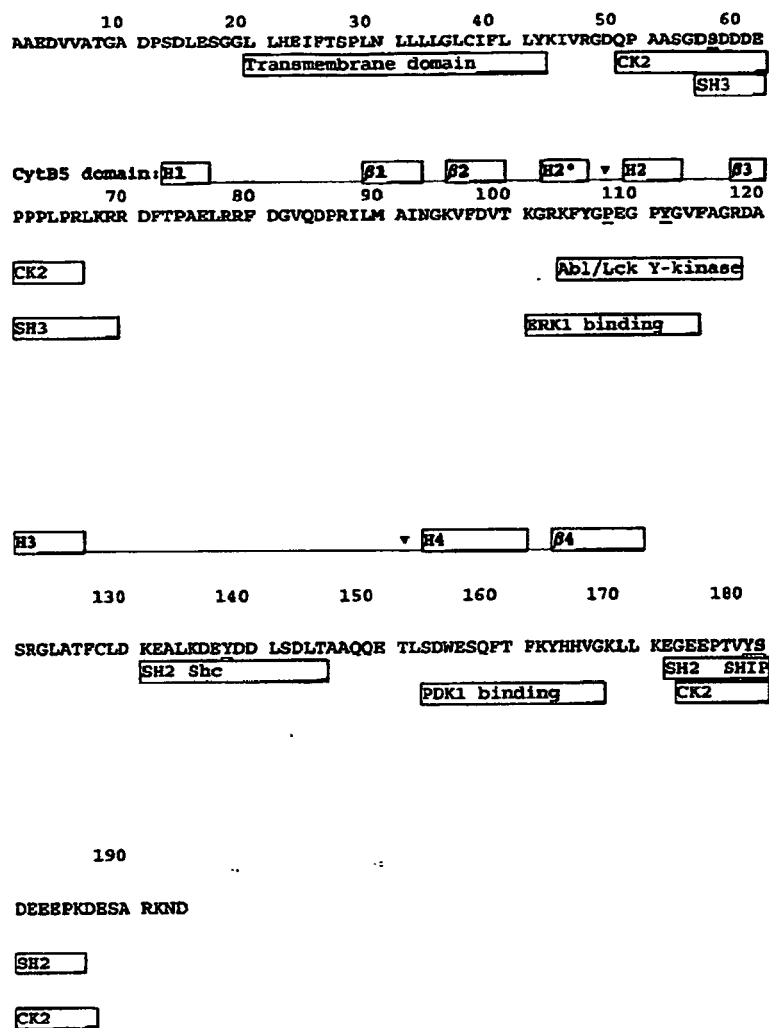 10 20 30 40 50 60
AAEDVVATGA DPSDLESGGL LHEIFTSPLN LLLLGLCIFL LYKIVRGDQP AASGDSDDDE
Transmembrane domain CK2
SH3
CytB5 domain: H1 β1 β2 H2* ▼ H2 β3
70 80 90 100 110 120
PPPLPRLKRR DFTPAELRRF DGVQDPRILM AINGKVFDVT KGRKFYGPEG PYGVFAGRDA
CK2 Abl/Lck Y-kinase
SH3 ERK1 binding
H3 ▼ H4 β4
130 140 150 160 170 180
SRGLATFCLD KEALKDEYDD LSDLTAAQQE TLSDWESQFT FKYHHVGKLL KEGEEPTVYS
SH2 Shc SH2 SHIP
PDK1 binding CK2
190
DEEEPKDESA RKND
SH2
CK2